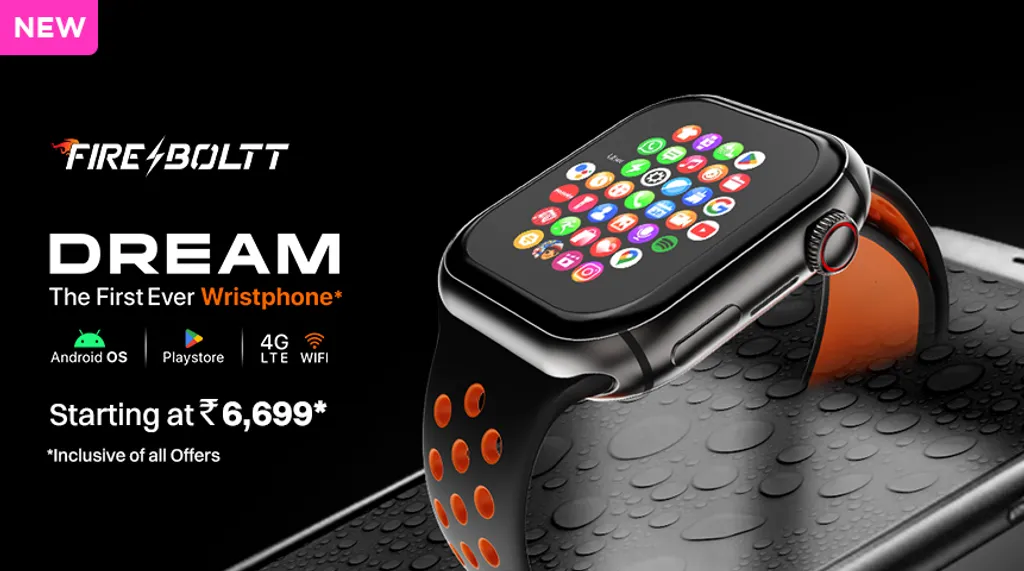 NEW
FIRE BOLTT
DREAM
The First Ever Wristphone*
Android OS
Playstore
4G
LTE
WIFI
Starting at ₹ 6,699*
*Inclusive of all Offers
Uber